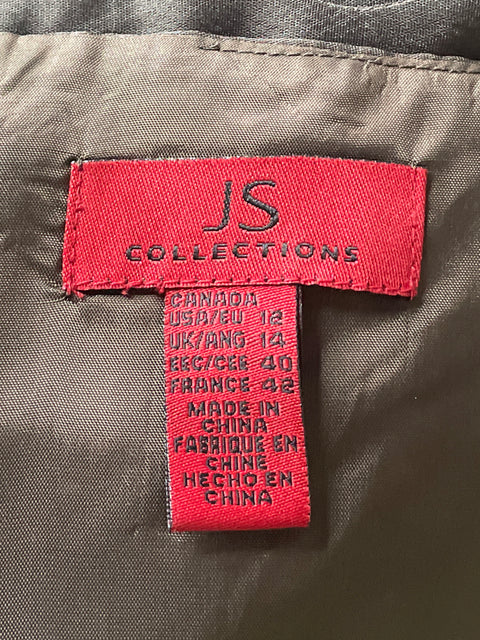 JS
COLLECTIONS
CANADA
USA/EU 12
UK/ANG 14
EEC/CEE 40
FRANCE 42
MADE IN
CHINA
FABRIQUE EN
CHINE
HECHO EN
CHINA